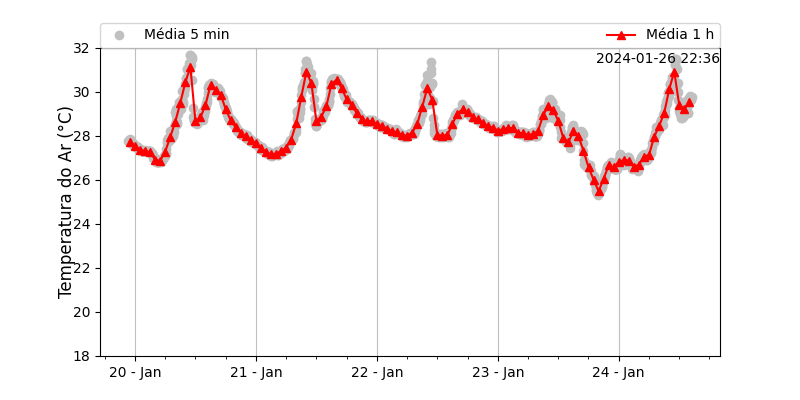 Média 5 min
Média 1 h
2024-01-26 22:36
Temperatura do Ar (°C)
32
30
28
26
24
22
20
18
20 - Jan
21 - Jan
22 - Jan
23 - Jan
24 - Jan